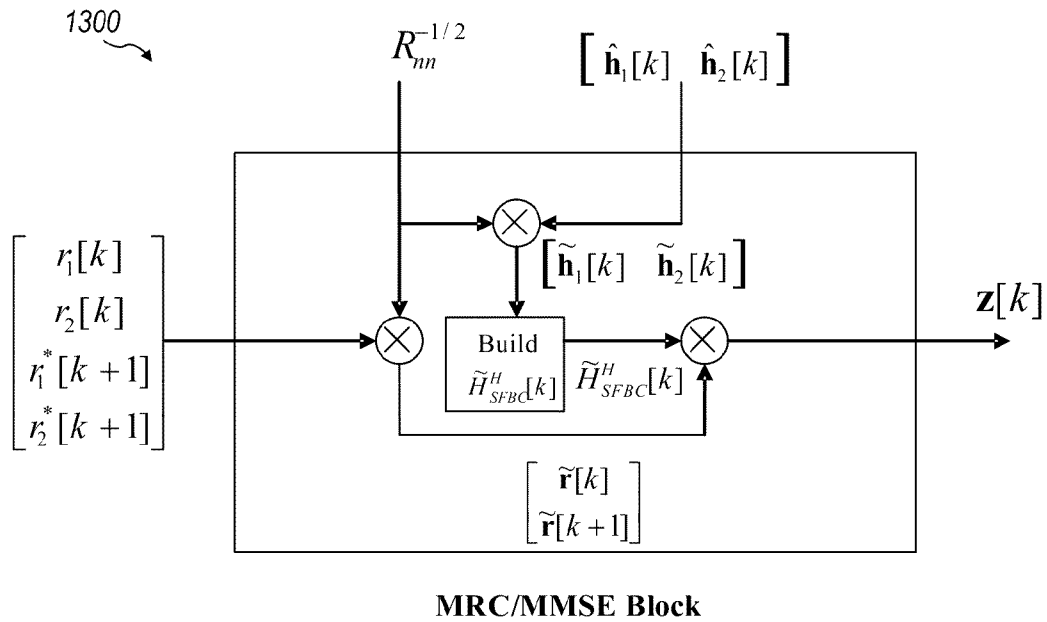 1300
R_{nn}^{-1/2}
[ ĥ₁[k] ĥ₂[k] ]
[ h̃₁[k] h̃₂[k] ]
r₁[k]
r₂[k]
r₁*[k+1]
r₂*[k+1]
z[k]
Build
H̃^H_{SFBC}[k]
H̃^H_{SFBC}[k]
r̃[k]
r̃[k+1]
MRC/MMSE Block